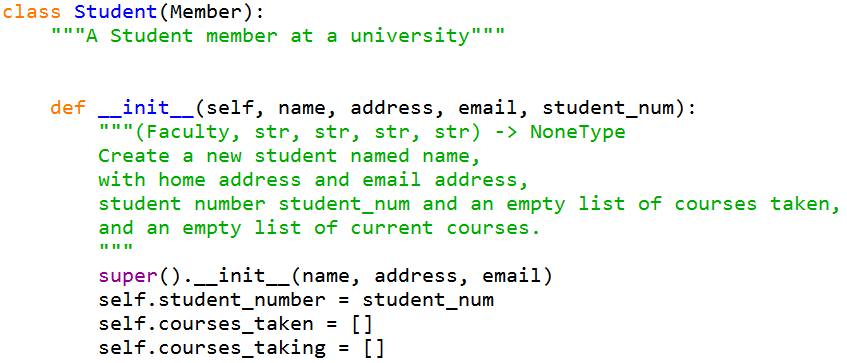 class Student(Member):
    """A Student member at a university"""
    def __init__(self, name, address, email, student_num):
        """(Faculty, str, str, str, str) -> NoneType
        Create a new student named name,
        with home address and email address,
        student number student_num and an empty list of courses taken,
        and an empty list of current courses.
        """
        super().__init__(name, address, email)
        self.student_number = student_num
        self.courses_taken = []
        self.courses_taking = []